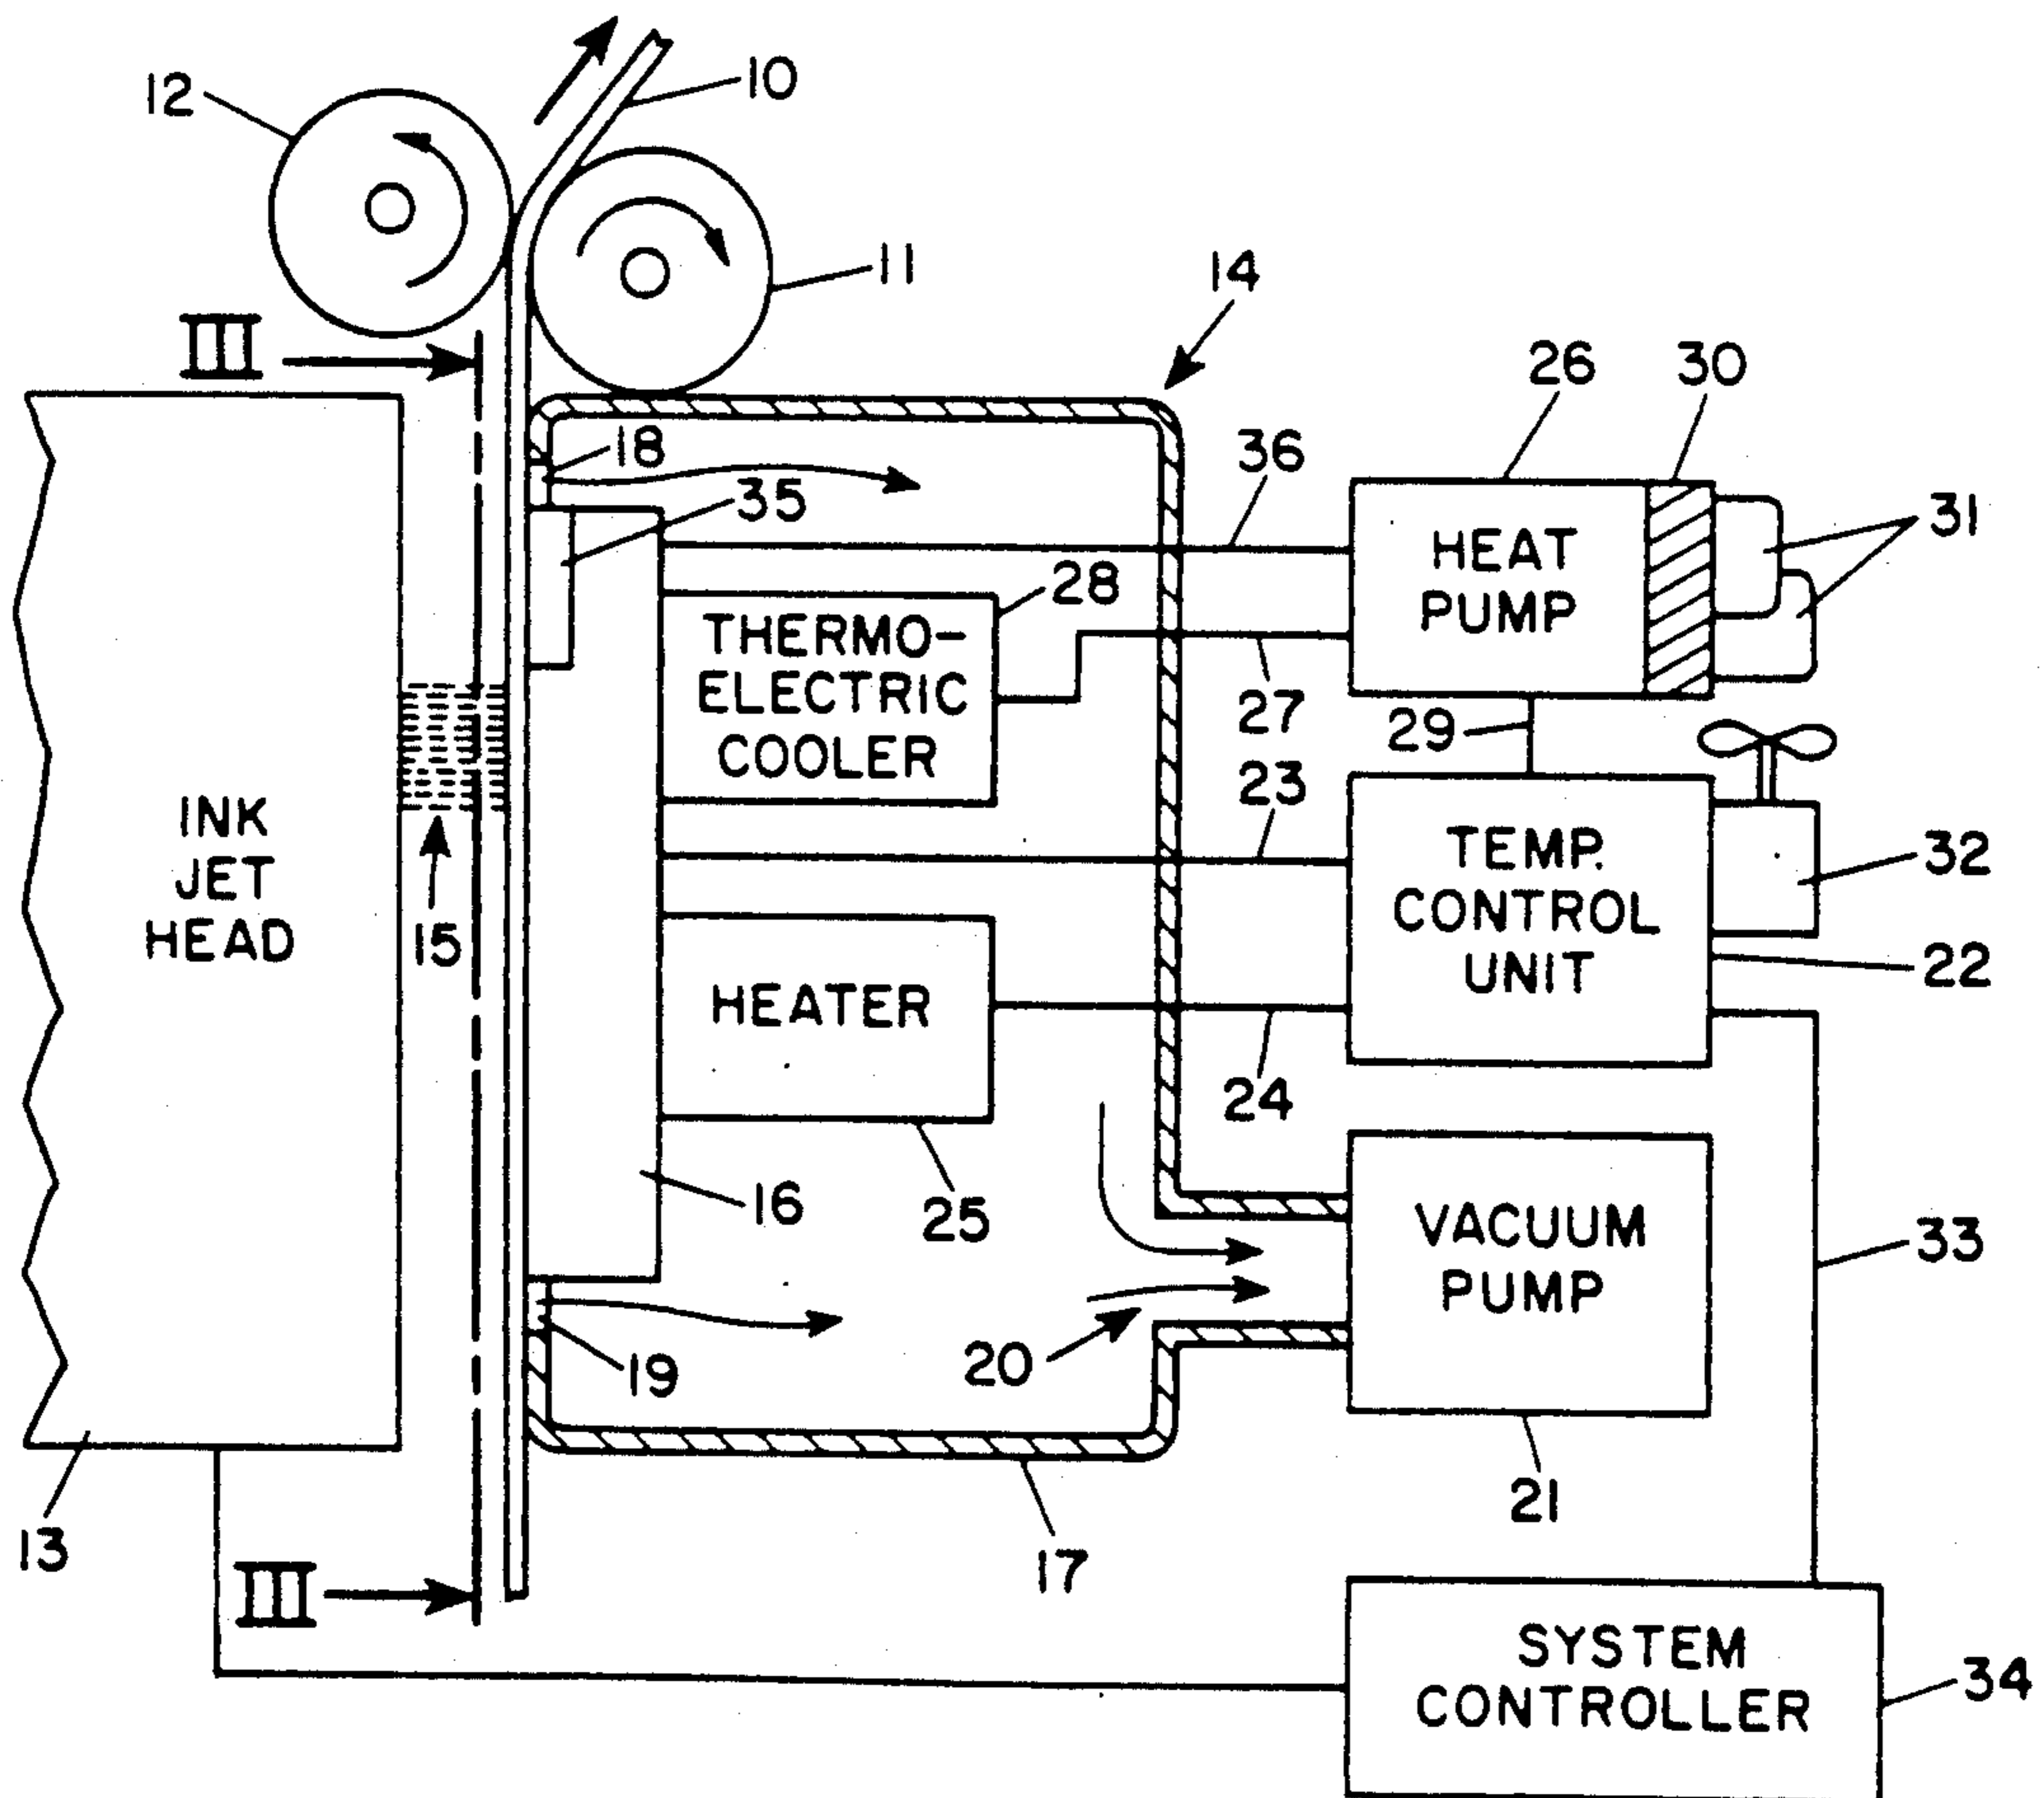 12
10
11
14
III
26
30
18
36
35
31
HEAT
PUMP
28
THERMO-
ELECTRIC
COOLER
27
29
23
INK
JET
HEAD
15
TEMP.
CONTROL
UNIT
32
22
HEATER
24
16
25
VACUUM
PUMP
33
20
19
21
13
17
III
SYSTEM
CONTROLLER
34